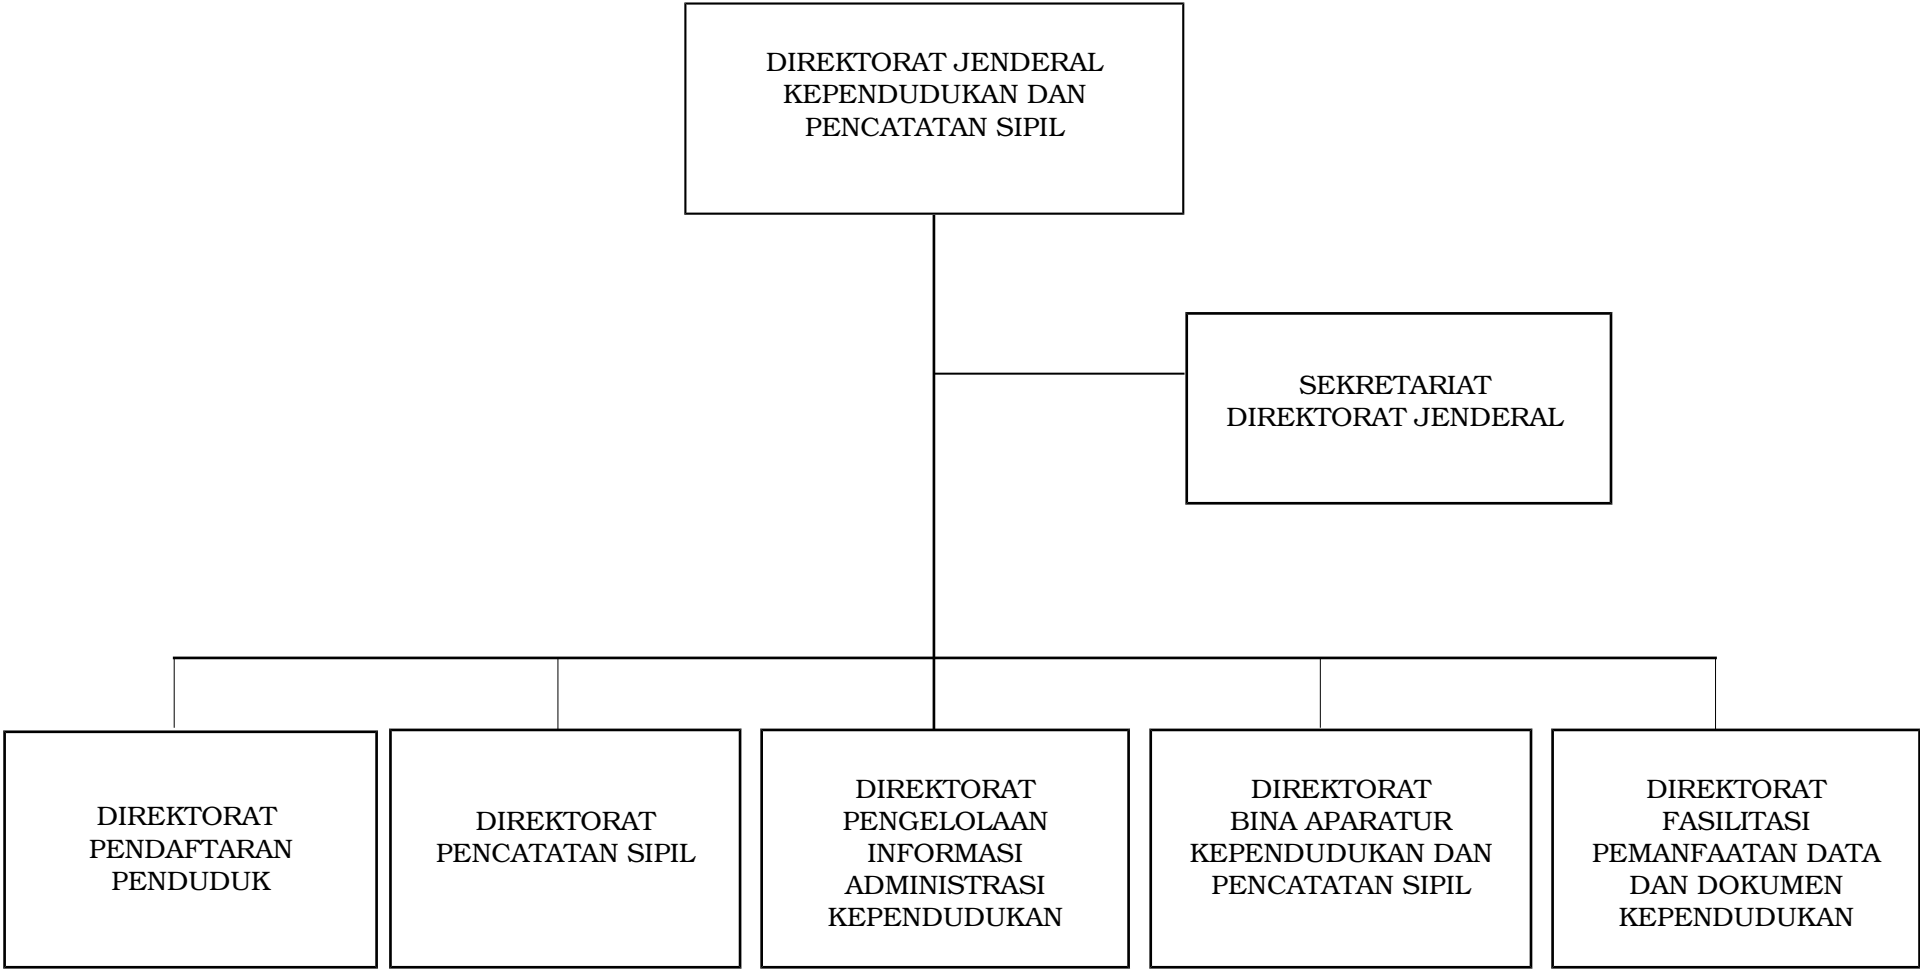 DIREKTORAT JENDERAL
KEPENDUDUKAN DAN
PENCATATAN SIPIL
SEKRETARIAT
DIREKTORAT JENDERAL
DIREKTORAT
PENDAFTARAN
PENDUDUK
DIREKTORAT
PENCATATAN SIPIL
DIREKTORAT
PENGELOLAAN
INFORMASI
ADMINISTRASI
KEPENDUDUKAN
DIREKTORAT
BINA APARATUR
KEPENDUDUKAN DAN
PENCATATAN SIPIL
DIREKTORAT
FASILITASI
PEMANFAATAN DATA
DAN DOKUMEN
KEPENDUDUKAN